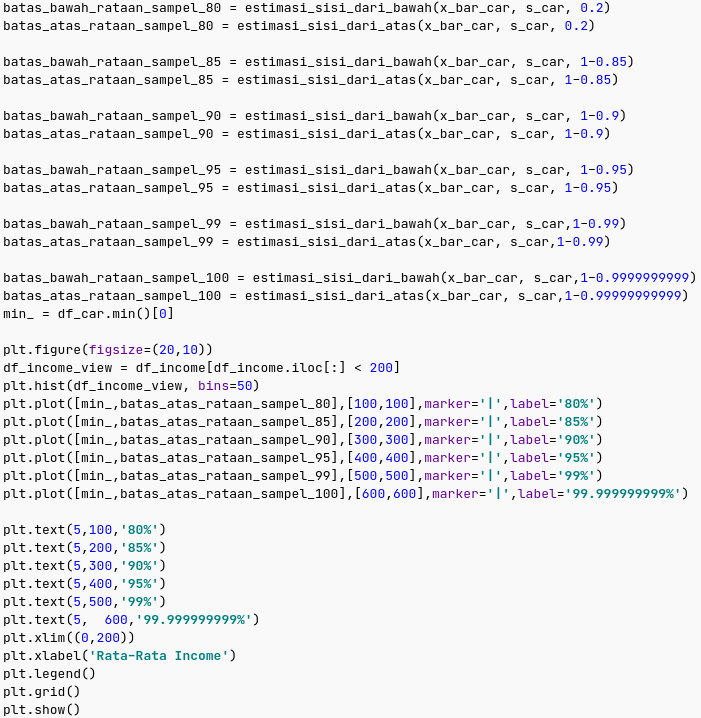 batas_bawah_rataan_sampel_80 = estimasi_sisi_dari_bawah(x_bar_car, s_car, 0.2)
batas_atas_rataan_sampel_80 = estimasi_sisi_dari_atas(x_bar_car, s_car, 0.2)

batas_bawah_rataan_sampel_85 = estimasi_sisi_dari_bawah(x_bar_car, s_car, 1-0.85)
batas_atas_rataan_sampel_85 = estimasi_sisi_dari_atas(x_bar_car, s_car, 1-0.85)

batas_bawah_rataan_sampel_90 = estimasi_sisi_dari_bawah(x_bar_car, s_car, 1-0.9)
batas_atas_rataan_sampel_90 = estimasi_sisi_dari_atas(x_bar_car, s_car, 1-0.9)

batas_bawah_rataan_sampel_95 = estimasi_sisi_dari_bawah(x_bar_car, s_car, 1-0.95)
batas_atas_rataan_sampel_95 = estimasi_sisi_dari_atas(x_bar_car, s_car, 1-0.95)

batas_bawah_rataan_sampel_99 = estimasi_sisi_dari_bawah(x_bar_car, s_car,1-0.99)
batas_atas_rataan_sampel_99 = estimasi_sisi_dari_atas(x_bar_car, s_car,1-0.99)

batas_bawah_rataan_sampel_100 = estimasi_sisi_dari_bawah(x_bar_car, s_car,1-0.9999999999)
batas_atas_rataan_sampel_100 = estimasi_sisi_dari_atas(x_bar_car, s_car,1-0.99999999999)
min_ = df_car.min()[0]

plt.figure(figsize=(20,10))
df_income_view = df_income[df_income.iloc[:] < 200]
plt.hist(df_income_view, bins=50)
plt.plot([min_,batas_atas_rataan_sampel_80],[100,100],marker='|',label='80%')
plt.plot([min_,batas_atas_rataan_sampel_85],[200,200],marker='|',label='85%')
plt.plot([min_,batas_atas_rataan_sampel_90],[300,300],marker='|',label='90%')
plt.plot([min_,batas_atas_rataan_sampel_95],[400,400],marker='|',label='95%')
plt.plot([min_,batas_atas_rataan_sampel_99],[500,500],marker='|',label='99%')
plt.plot([min_,batas_atas_rataan_sampel_100],[600,600],marker='|',label='99.999999999%')

plt.text(5,100,'80%')
plt.text(5,200,'85%')
plt.text(5,300,'90%')
plt.text(5,400,'95%')
plt.text(5,500,'99%')
plt.text(5,  600,'99.999999999%')
plt.xlim((0,200))
plt.xlabel('Rata-Rata Income')
plt.legend()
plt.grid()
plt.show()